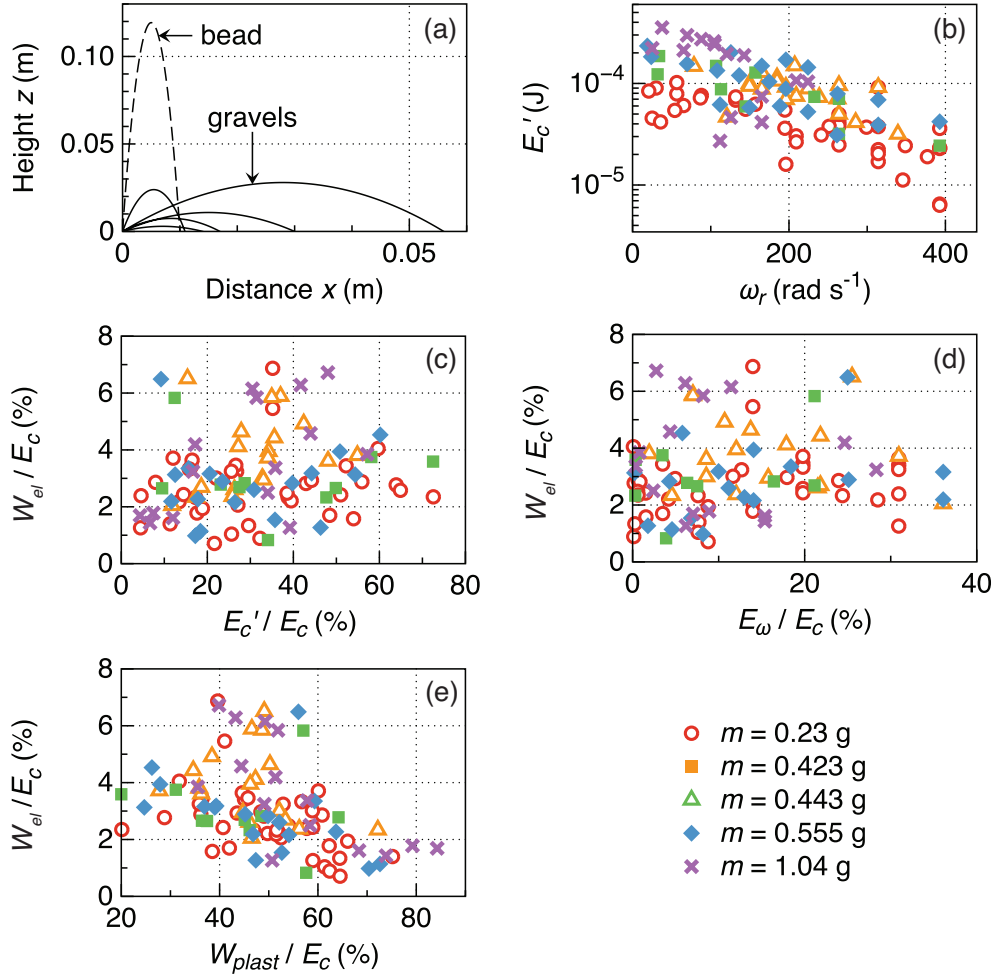 (a)
bead
gravels
Height z (m)
0.10
0.05
0
0
0.05
Distance x (m)
(b)
E_c' (J)
10⁻⁴
10⁻⁵
0
200
400
ω_r (rad s⁻¹)
(c)
W_el / E_c (%)
8
6
4
2
0
0
20
40
60
80
E_c' / E_c (%)
(d)
W_el / E_c (%)
8
6
4
2
0
0
20
40
E_ω / E_c (%)
(e)
W_el / E_c (%)
8
6
4
2
0
20
40
60
80
W_plast / E_c (%)
m = 0.23 g
m = 0.423 g
m = 0.443 g
m = 0.555 g
m = 1.04 g